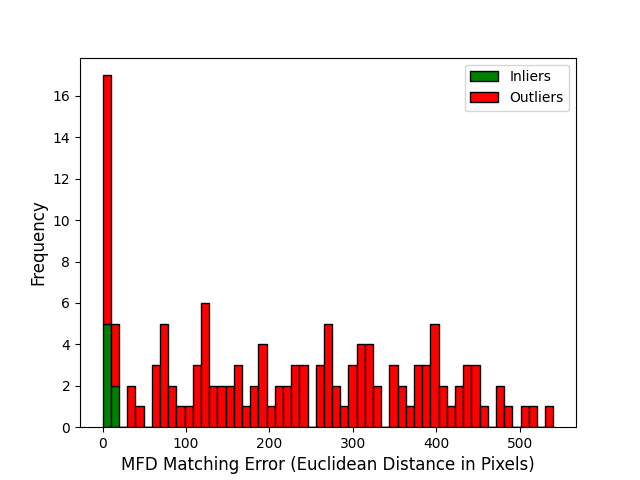 Inliers
Outliers
Frequency
16
14
12
10
8
6
4
2
0
0 100 200 300 400 500
MFD Matching Error (Euclidean Distance in Pixels)